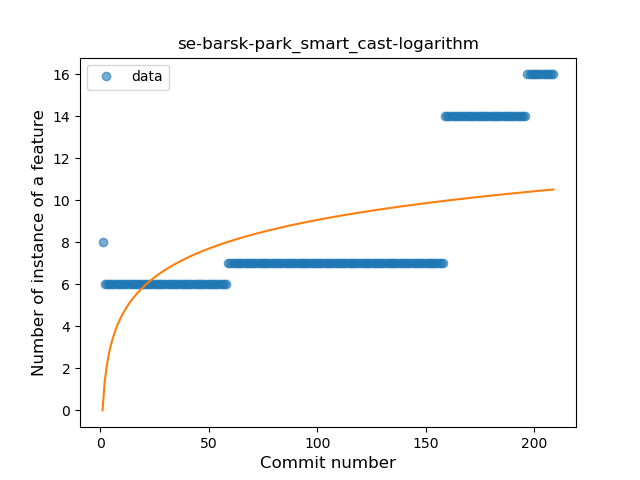 se-barsk-park_smart_cast-logarithm
data
Number of instance of a feature
16
14
12
10
8
6
4
2
0
0 50 100 150 200
Commit number